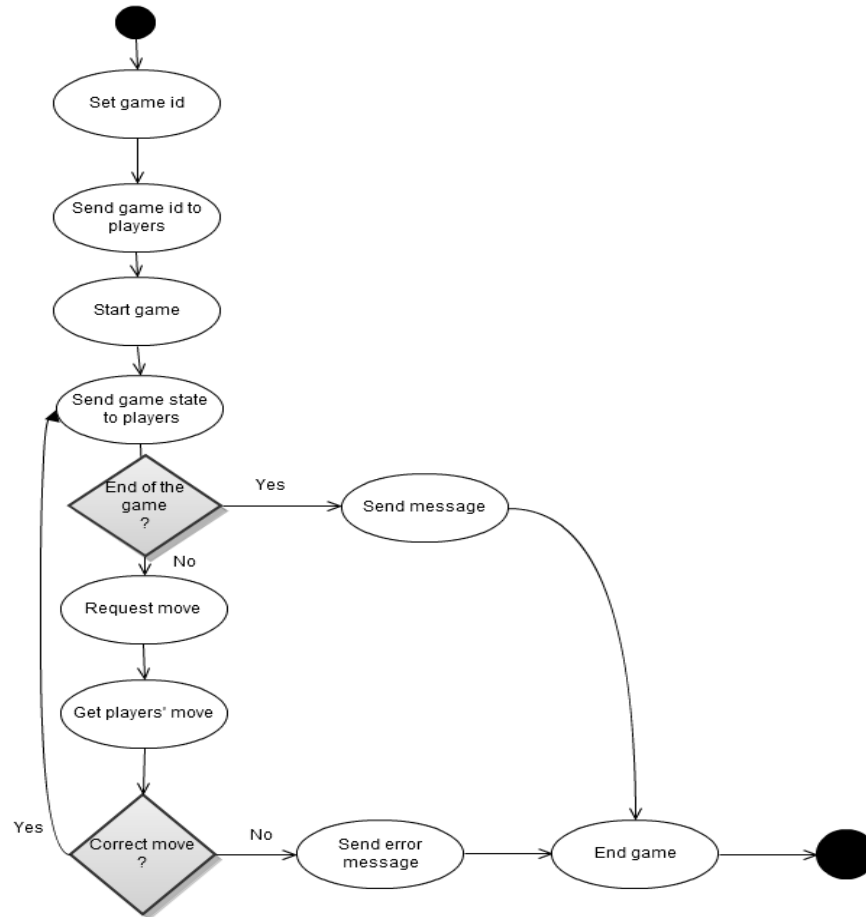 Set game id
Send game id to
players
Start game
Send game state
to players
End of the
game
?
Yes
Send message
No
Request move
Get players' move
Yes
Correct move
?
No
Send error
message
End game